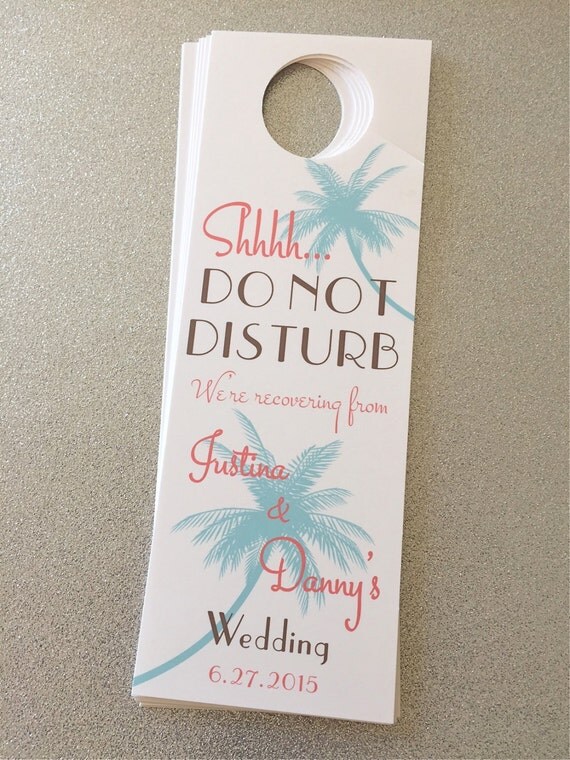 Shhhh...
DO NOT
DISTURB
We're recovering from
Justina
&
Danny's
Wedding
6.27.2015